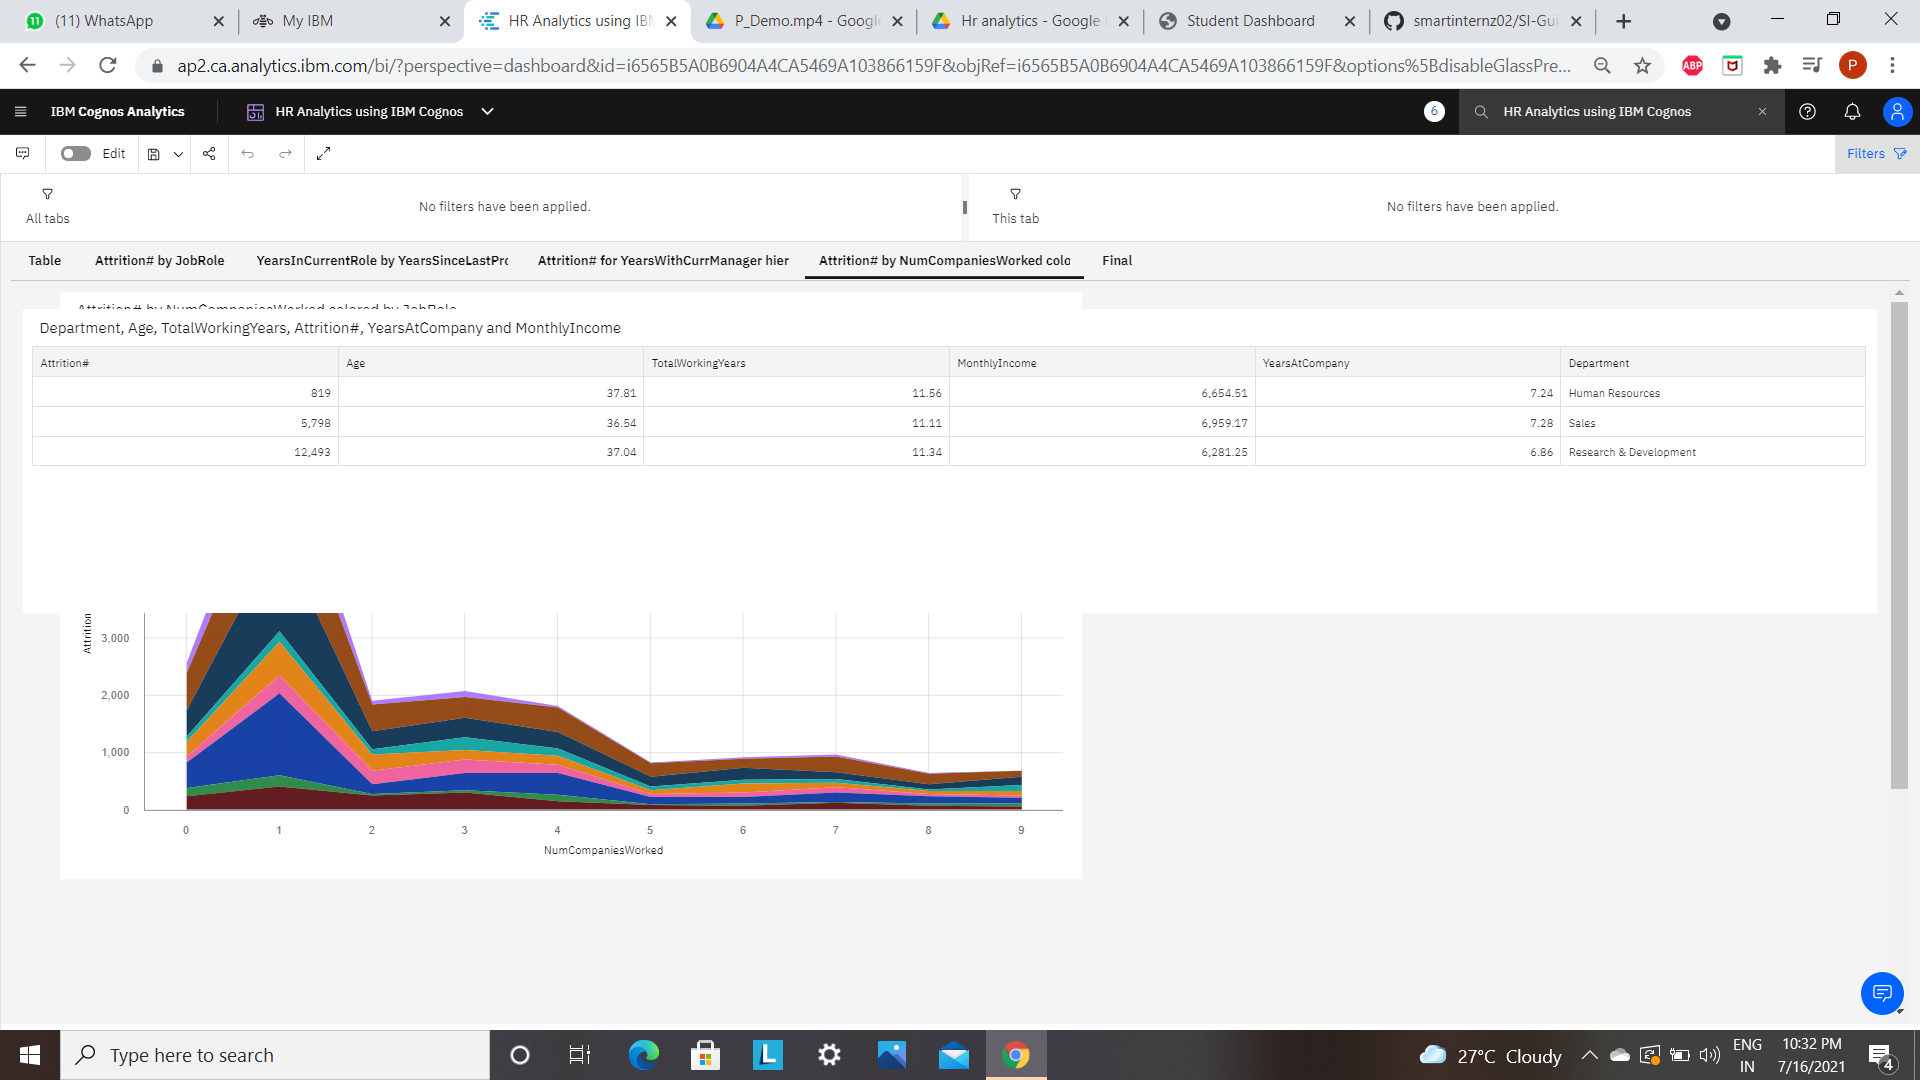 (11) WhatsApp
My IBM
HR Analytics using IBM
P_Demo.mp4 - Google
Hr analytics - Google
Student Dashboard
smartinternz02/SI-Gui
ap2.ca.analytics.ibm.com/bi/?perspective=dashboard&id=i6565B5A0B6904A4CA5469A103866159F&objRef=i6565B5A0B6904A4CA5469A103866159F&options%5BdisableGlassPre...
ABP
P
IBM Cognos Analytics
HR Analytics using IBM Cognos
6
HR Analytics using IBM Cognos
Edit
Filters
All tabs
No filters have been applied.
This tab
No filters have been applied.
Table
Attrition# by JobRole
YearsInCurrentRole by YearsSinceLastPro
Attrition# for YearsWithCurrManager hier
Attrition# by NumCompaniesWorked colo
Final
Attrition# by NumCompaniesWorked colored by JobRole
Department, Age, TotalWorkingYears, Attrition#, YearsAtCompany and MonthlyIncome
Attrition# Age TotalWorkingYears MonthlyIncome YearsAtCompany Department
819 37.81 11.56 6,654.51 7.24 Human Resources
5,798 36.54 11.11 6,959.17 7.28 Sales
12,493 37.04 11.34 6,281.25 6.86 Research & Development
Attrition
3,000
2,000
1,000
0
0 1 2 3 4 5 6 7 8 9
NumCompaniesWorked
Type here to search
L
27°C Cloudy
ENG
IN
10:32 PM
7/16/2021
4